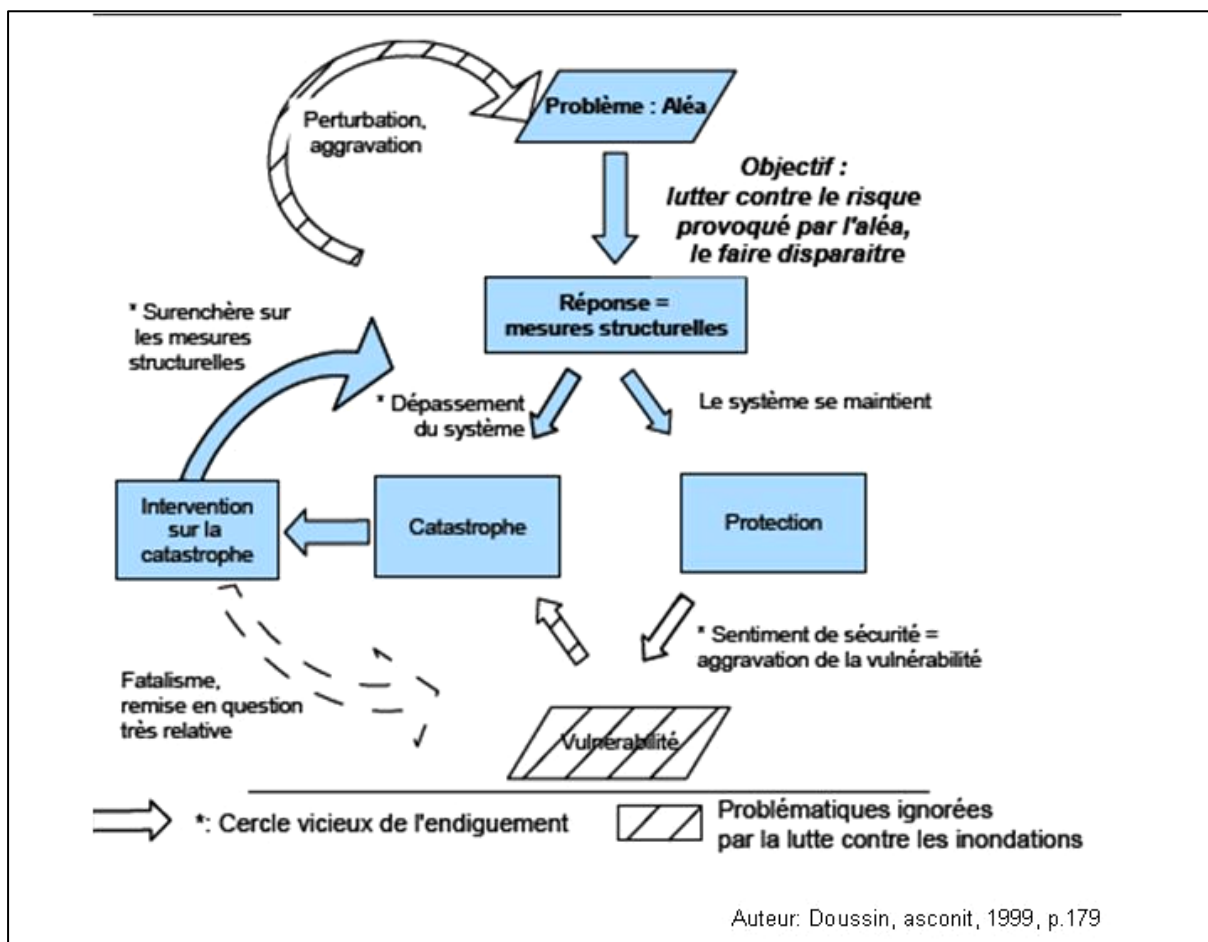 Problème : Aléa
Perturbation,
aggravation
Objectif :
lutter contre le risque
provoqué par l'aléa,
le faire disparaitre
Réponse =
mesures structurelles
* Surenchère sur
les mesures
structurelles
* Dépassement
du système
Le système se maintient
Intervention
sur la
catastrophe
Catastrophe
Protection
* Sentiment de sécurité =
aggravation de la vulnérabilité
Fatalisme,
remise en question
très relative
Vulnérabilité
*: Cercle vicieux de l'endiguement
Problématiques ignorées
par la lutte contre les inondations
Auteur: Doussin, asconit, 1999, p.179